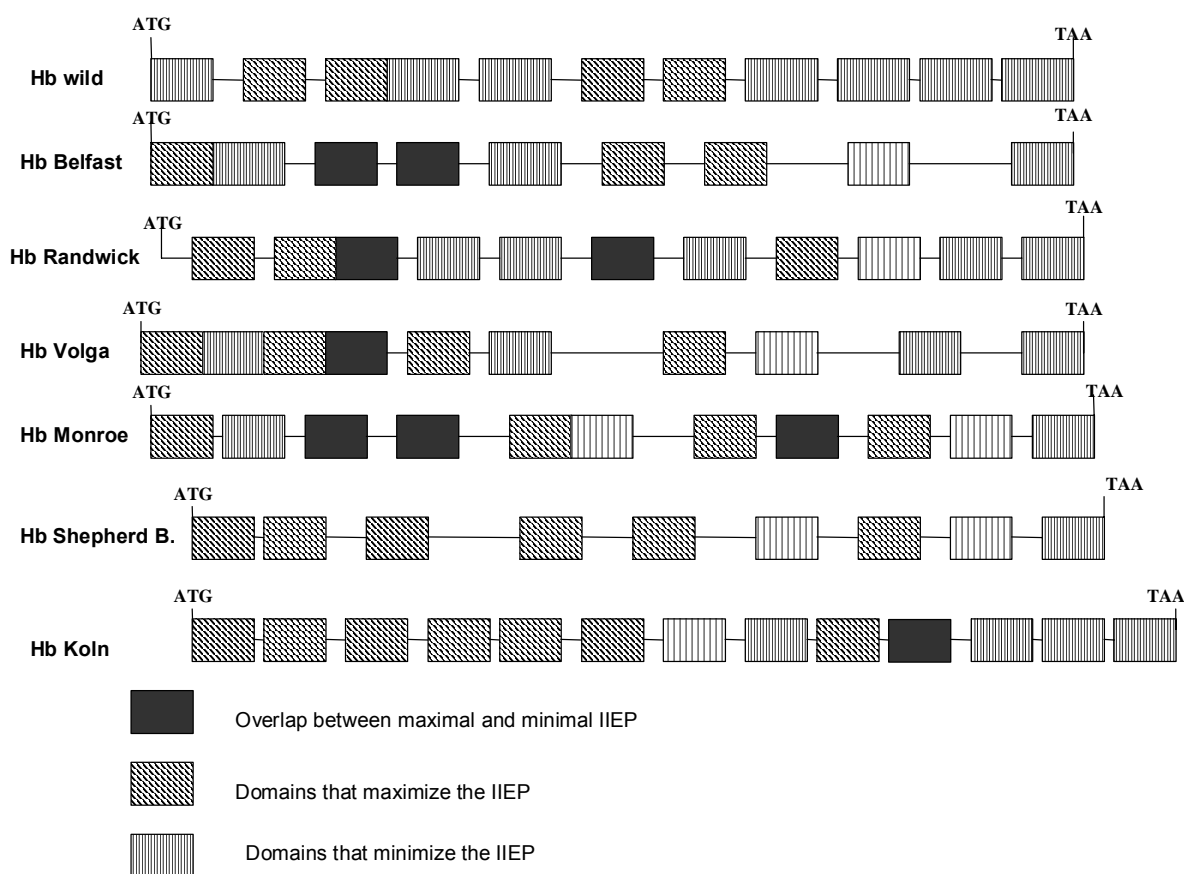 ATG
TAA
Hb wild
ATG
TAA
Hb Belfast
ATG
TAA
Hb Randwick
ATG
TAA
Hb Volga
ATG
TAA
Hb Monroe
ATG
TAA
Hb Shepherd B.
ATG
TAA
Hb Koln
Overlap between maximal and minimal IIEP
Domains that maximize the IIEP
Domains that minimize the IIEP